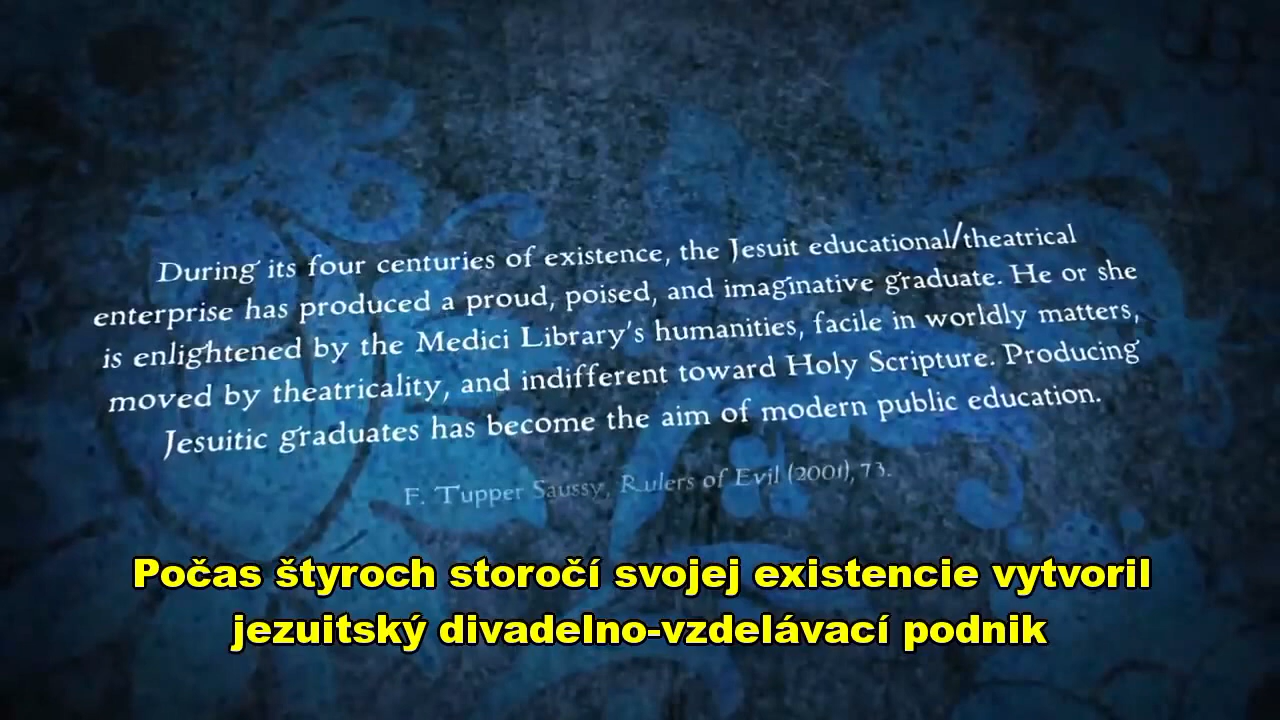 During its four centuries of existence, the Jesuit educational/theatrical
enterprise has produced a proud, poised, and imaginative graduate. He or she
is enlightened by the Medici Library's humanities, facile in worldly matters,
moved by theatricality, and indifferent toward Holy Scripture. Producing
Jesuitic graduates has become the aim of modern public education.
F. Tupper Saussy, Rulers of Evil (2001), 73.
Počas štyroch storočí svojej existencie vytvoril
jezuitský divadelno-vzdelávací podnik